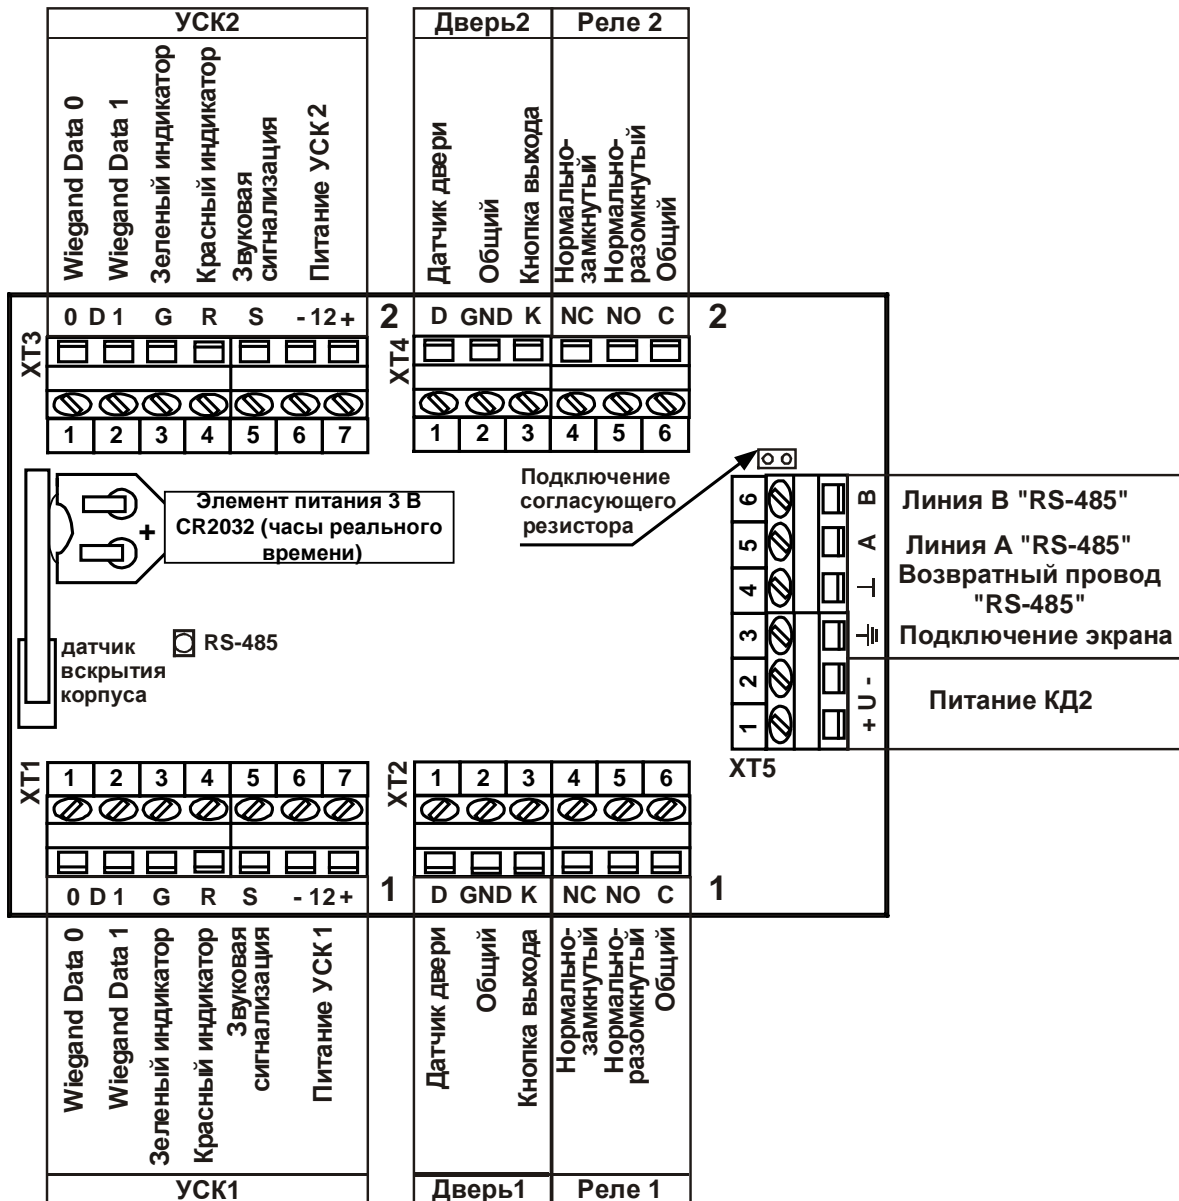 УСК2
Дверь2
Реле 2
Wiegand Data 0
Wiegand Data 1
Зеленый индикатор
Красный индикатор
Звуковая
сигнализация
Питание УСК2
Датчик двери
Общий
Кнопка выхода
Нормально-
замкнутый
Нормально-
разомкнутый
Общий
0 D 1 G R S - 12 + 2
D GND K NC NO C 2
XT3
XT4
1 2 3 4 5 6 7
1 2 3 4 5 6
Элемент питания 3 В
CR2032 (часы реального
времени)
+
Подключение
согласующего
резистора
датчик
вскрытия
корпуса
RS-485
6 B Линия B "RS-485"
5 A Линия A "RS-485"
4 ⊥ Возвратный провод
"RS-485"
3 Подключение экрана
2 -
U Питание КД2
1 +
XT5
XT1
XT2
1 2 3 4 5 6 7
1 2 3 4 5 6
0 D 1 G R S - 12 + 1
D GND K NC NO C 1
Wiegand Data 0
Wiegand Data 1
Зеленый индикатор
Красный индикатор
Звуковая
сигнализация
Питание УСК1
Датчик двери
Общий
Кнопка выхода
Нормально-
замкнутый
Нормально-
разомкнутый
Общий
УСК1
Дверь1
Реле 1